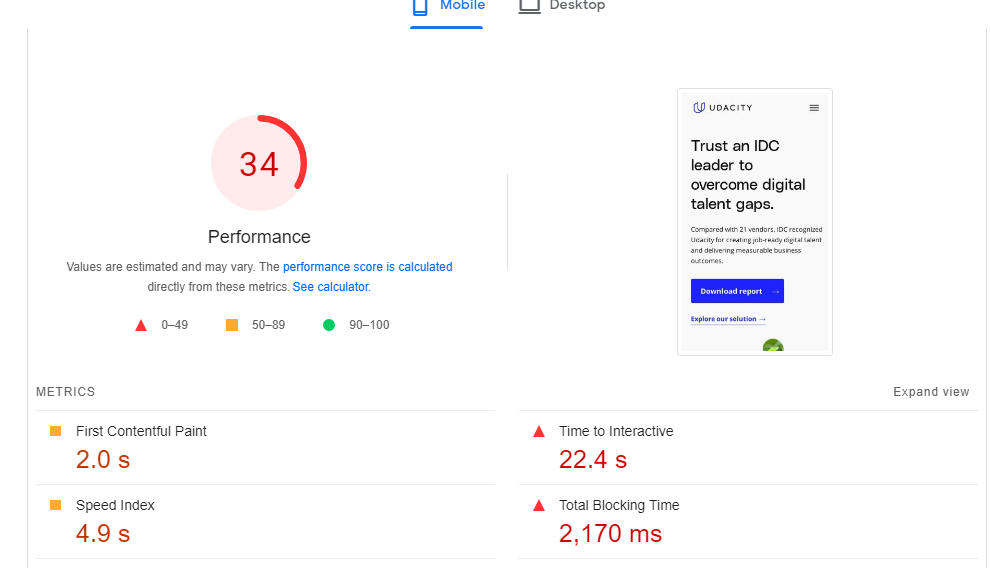 Mobile
Desktop
34
Performance
Values are estimated and may vary. The performance score is calculated
directly from these metrics. See calculator.
0–49
50–89
90–100
UDACITY
Trust an IDC
leader to
overcome digital
talent gaps.
Compared with 21 vendors, IDC recognized
Udacity for creating job-ready digital talent
and delivering measurable business
outcomes.
Download report →
Explore our solution →
METRICS
Expand view
First Contentful Paint
2.0 s
Time to Interactive
22.4 s
Speed Index
4.9 s
Total Blocking Time
2,170 ms